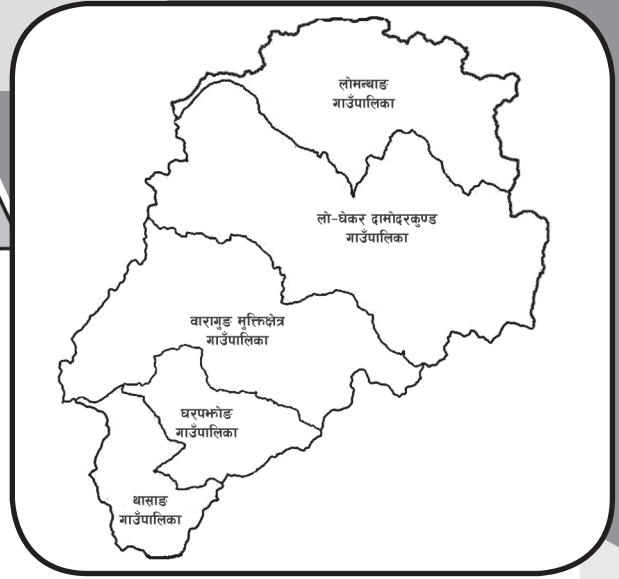 लोमन्थाङ
गाउँपालिका
लो-घेकर दामोदरकुण्ड
गाउँपालिका
वारागुङ मुक्तिक्षेत्र
गाउँपालिका
घरपझोङ
गाउँपालिका
थासाङ
गाउँपालिका